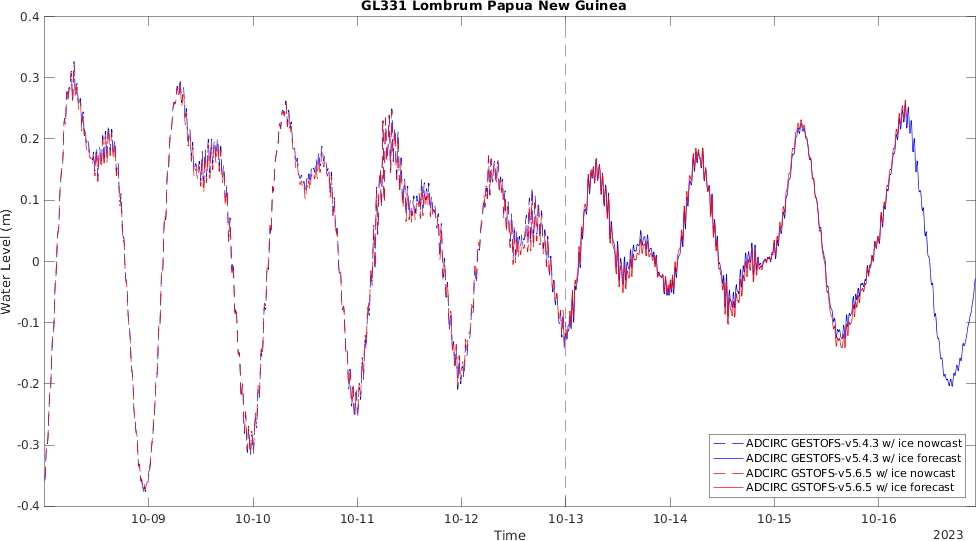 GL331 Lombrum Papua New Guinea
0.4
0.3
0.2
0.1
0
-0.1
-0.2
-0.3
-0.4
Water Level (m)
10-09 10-10 10-11 10-12 10-13 10-14 10-15 10-16
Time
2023
ADCIRC GESTOFS-v5.4.3 w/ ice nowcast
ADCIRC GESTOFS-v5.4.3 w/ ice forecast
ADCIRC GSTOFS-v5.6.5 w/ ice nowcast
ADCIRC GSTOFS-v5.6.5 w/ ice forecast